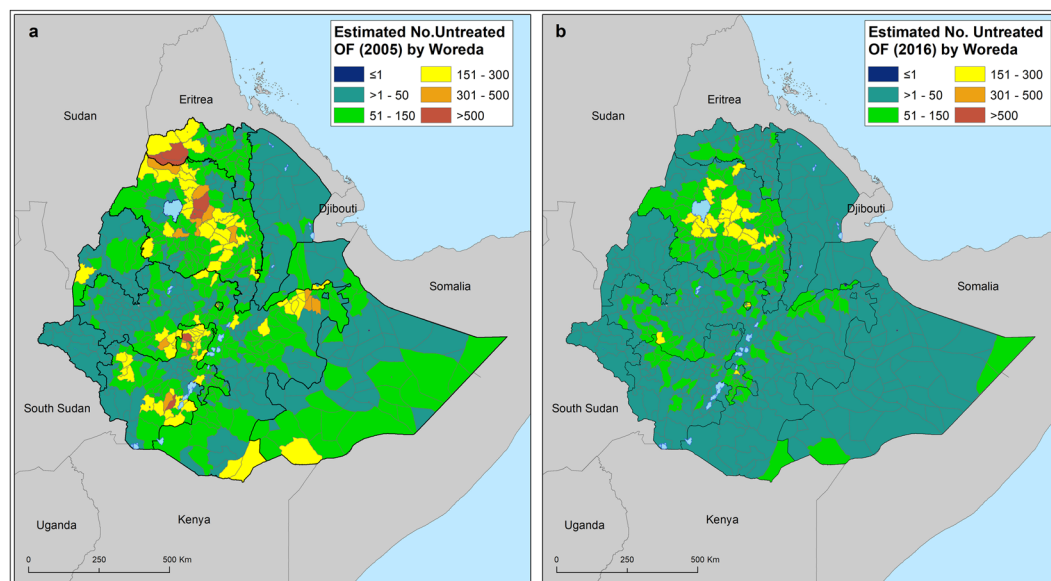 a
Estimated No.Untreated
OF (2005) by Woreda
≤1
151 - 300
>1 - 50
301 - 500
51 - 150
>500
Sudan
Eritrea
Djibouti
Somalia
South Sudan
Uganda
Kenya
0 250 500 Km
b
Estimated No.Untreated
OF (2016) by Woreda
≤1
151 - 300
>1 - 50
301 - 500
51 - 150
>500
Sudan
Eritrea
Djibouti
Somalia
South Sudan
Uganda
Kenya
0 250 500 Km